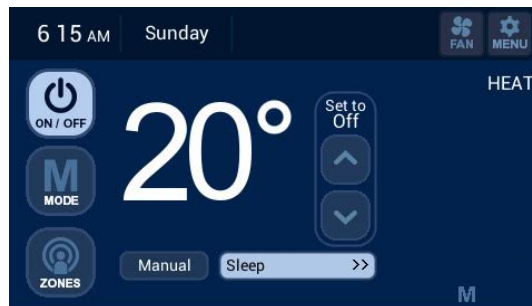 6 15 AM
Sunday
FAN
MENU
HEAT
ON / OFF
20°
Set to
Off
M
MODE
Manual
Sleep >>
ZONES
M